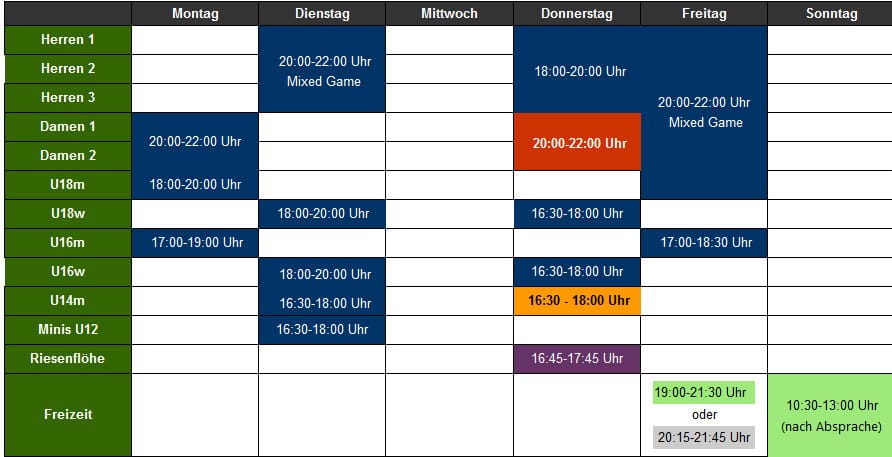 Montag Dienstag Mittwoch Donnerstag Freitag Sonntag
Herren 1
20:00-22:00 Uhr
Mixed Game
Herren 2 18:00-20:00 Uhr
Herren 3
20:00-22:00 Uhr
Mixed Game
Damen 1
20:00-22:00 Uhr 20:00-22:00 Uhr
Damen 2
U18m 18:00-20:00 Uhr
U18w 18:00-20:00 Uhr 16:30-18:00 Uhr
U16m 17:00-19:00 Uhr 17:00-18:30 Uhr
U16w 18:00-20:00 Uhr 16:30-18:00 Uhr
U14m 16:30-18:00 Uhr 16:30 - 18:00 Uhr
Minis U12 16:30-18:00 Uhr
Riesenflöhe 16:45-17:45 Uhr
Freizeit
19:00-21:30 Uhr
oder
20:15-21:45 Uhr
10:30-13:00 Uhr
(nach Absprache)